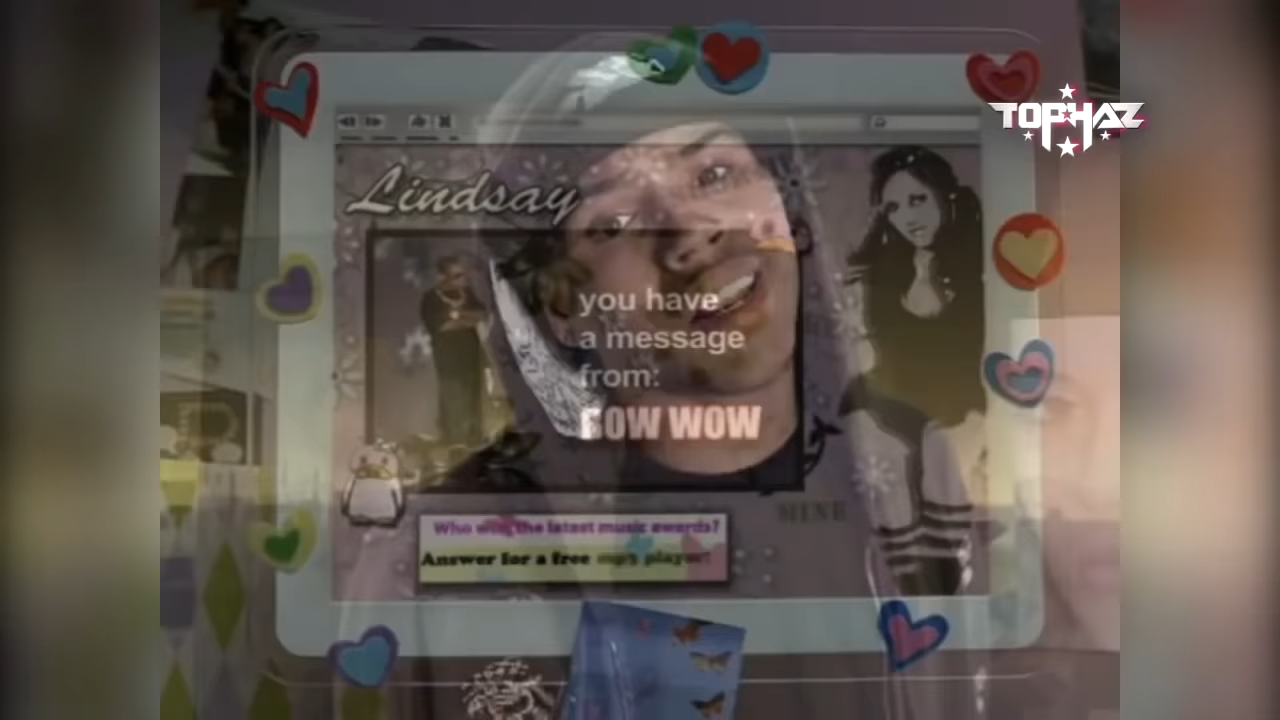 TOPHAZ
Lindsay
you have
a message
from:
BOW WOW
MINE
Who won the latest music awards?
Answer for a free mp3 player!